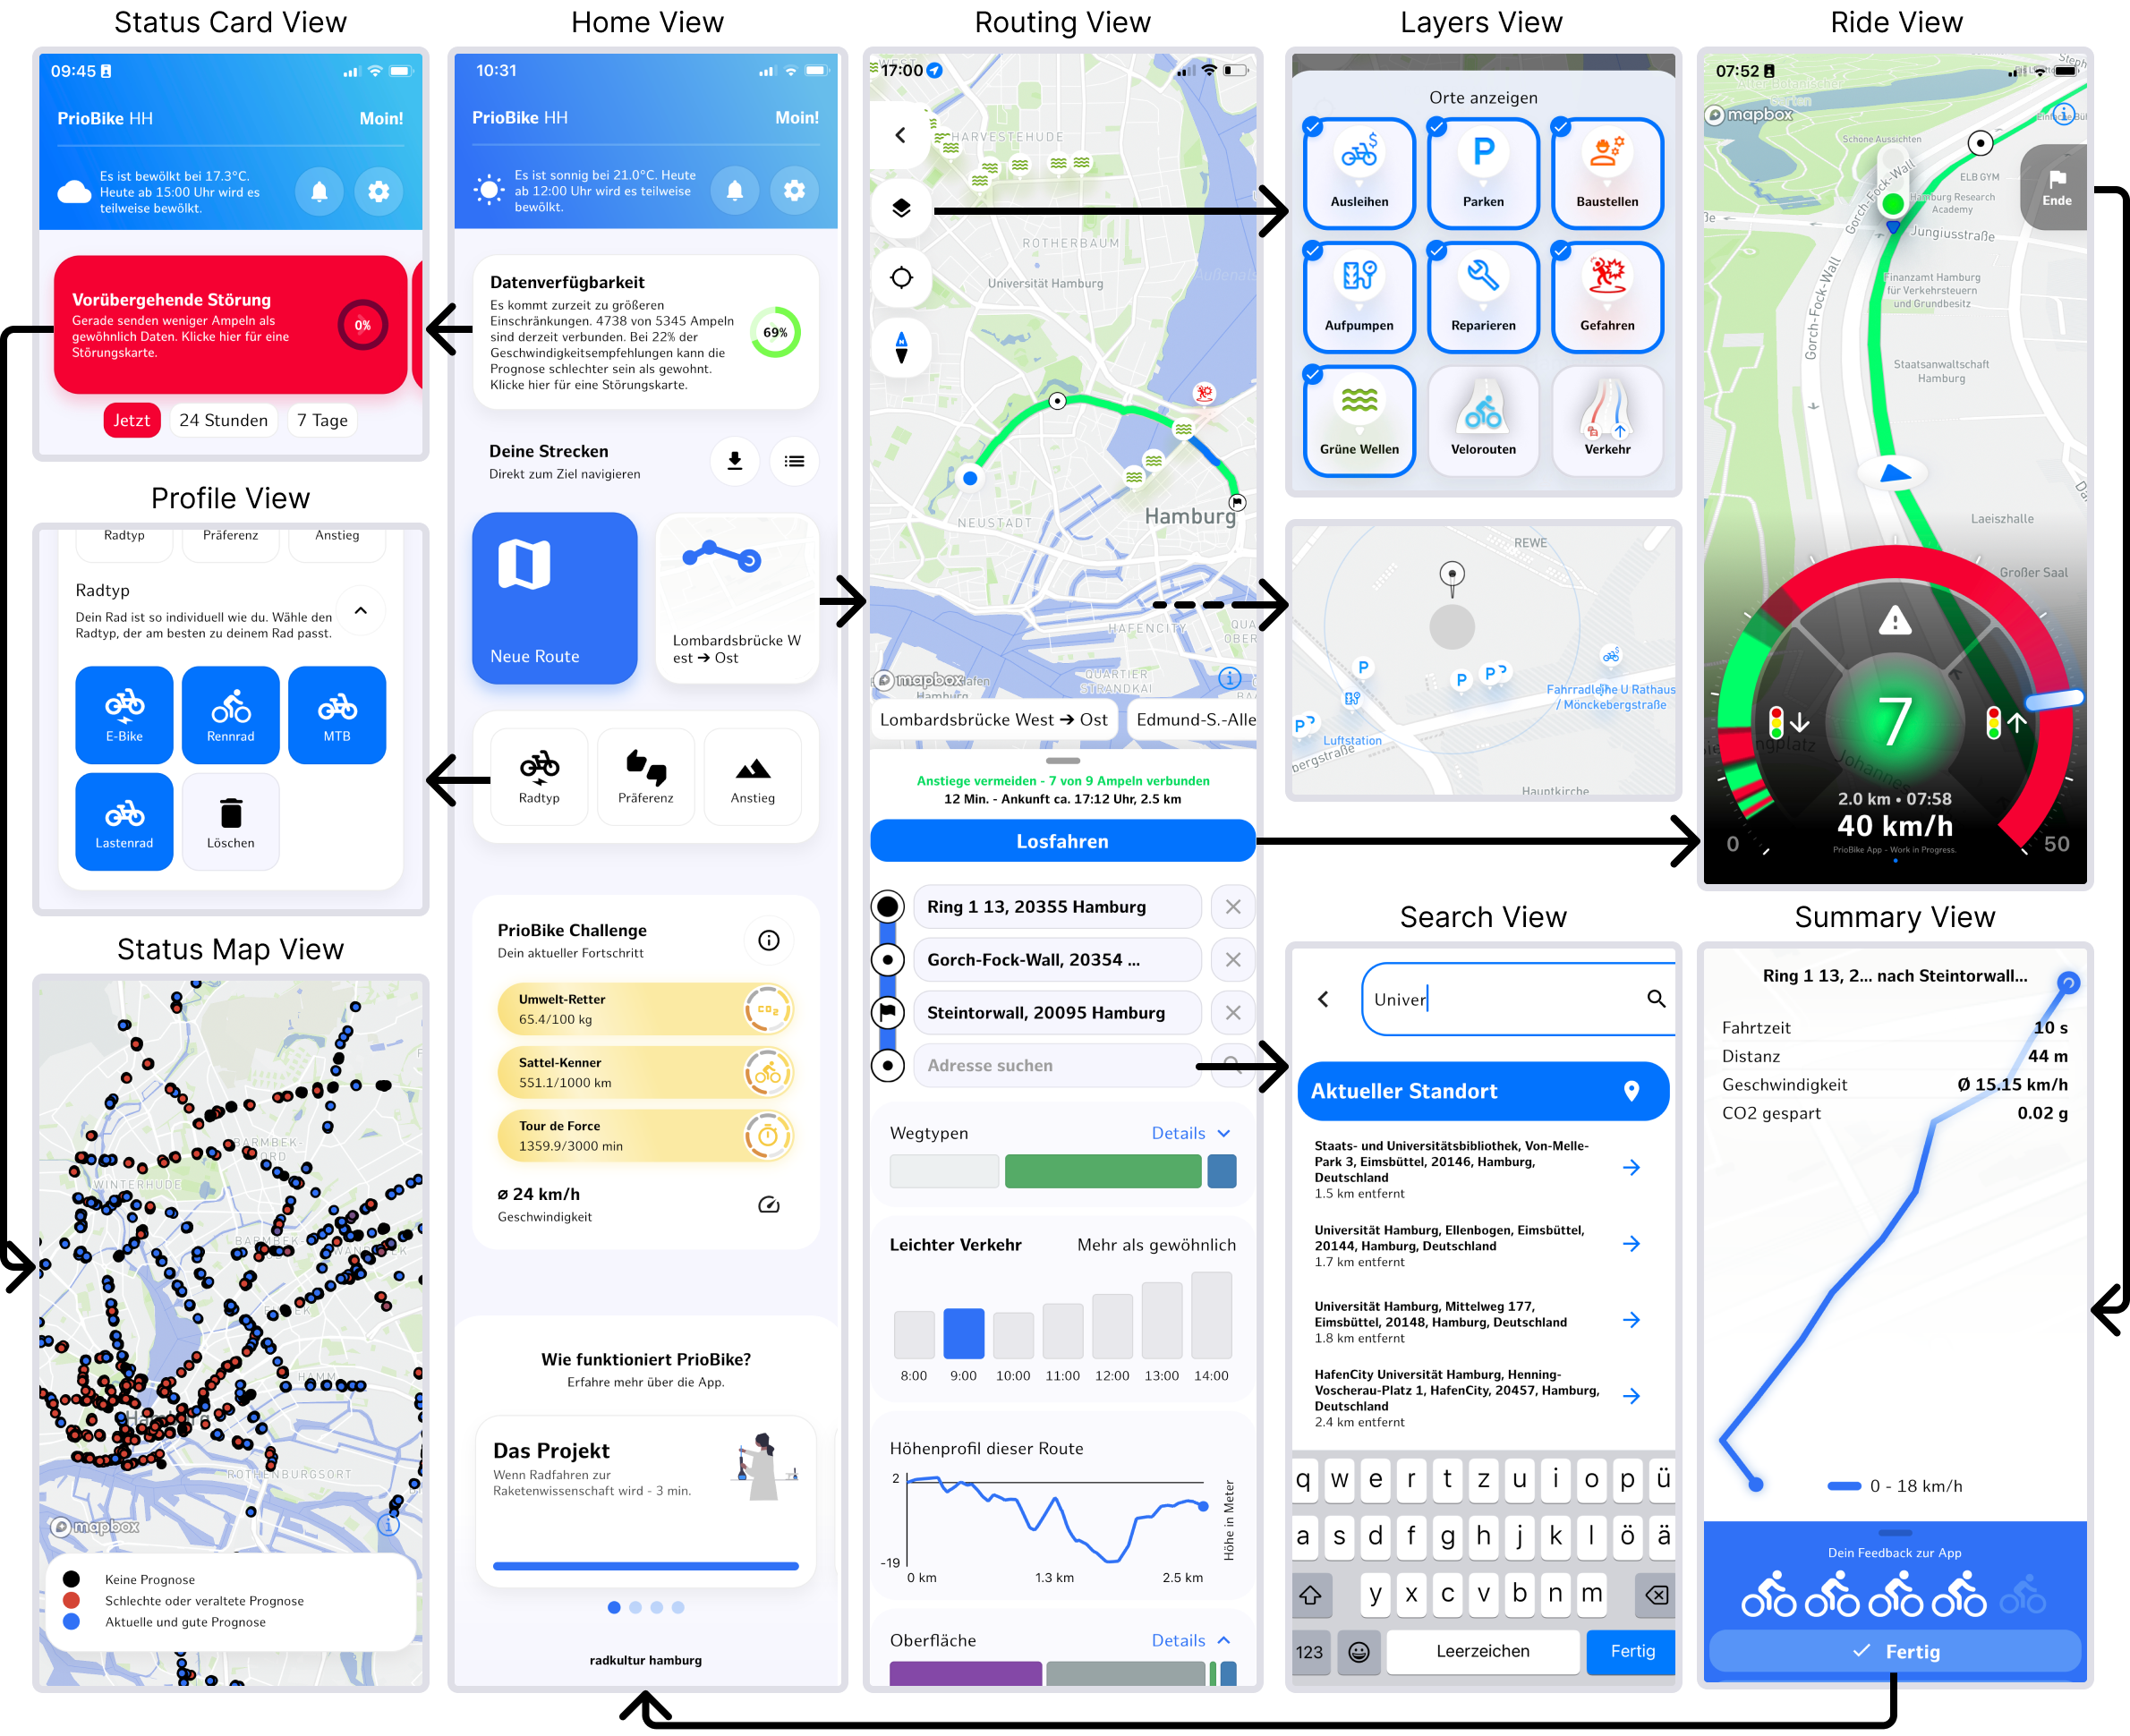 Status Card View
09:45
PrioBike HH
Moin!
Es ist bewölkt bei 17.3°C.
Heute ab 15:00 Uhr wird es
teilweise bewölkt.
Vorübergehende Störung
Gerade senden weniger Ampeln als
gewöhnlich Daten. Klicke hier für eine
Störungskarte.
0%
Jetzt
24 Stunden
7 Tage
Profile View
Radtyp
Präferenz
Anstieg
Radtyp
Dein Rad ist so individuell wie du. Wähle den
Radtyp, der am besten zu deinem Rad passt.
E-Bike
Rennrad
MTB
Lastenrad
Löschen
Status Map View
WINTERHUDE
HAMM
ROTHENBURGSORT
mapbox
Keine Prognose
Schlechte oder veraltete Prognose
Aktuelle und gute Prognose
Home View
10:31
PrioBike HH
Moin!
Es ist sonnig bei 21.0°C. Heute
ab 12:00 Uhr wird es teilweise
bewölkt.
Datenverfügbarkeit
Es kommt zurzeit zu größeren
Einschränkungen. 4738 von 5345 Ampeln
sind derzeit verbunden. Bei 22% der
Geschwindigkeitsempfehlungen kann die
Prognose schlechter sein als gewohnt.
Klicke hier für eine Störungskarte.
69%
Deine Strecken
Direkt zum Ziel navigieren
Neue Route
Lombardsbrücke W
est ➔ Ost
Radtyp
Präferenz
Anstieg
PrioBike Challenge
Dein aktueller Fortschritt
Umwelt-Retter
65.4/100 kg
CO2
Sattel-Kenner
551.1/1000 km
Tour de Force
1359.9/3000 min
⌀ 24 km/h
Geschwindigkeit
Wie funktioniert PrioBike?
Erfahre mehr über die App.
Das Projekt
Wenn Radfahren zur
Raketenwissenschaft wird - 3 min.
radkultur hamburg
Routing View
17:00
HARVESTEHUDE
ROTHERBAUM
Universität Hamburg
NEUSTADT
Hamburg
HAFENCITY
QUARTIER
STRANDKAI
mapbox
Lombardsbrücke West ➔ Ost
Edmund-S.-Alle
Anstiege vermeiden - 7 von 9 Ampeln verbunden
12 Min. - Ankunft ca. 17:12 Uhr, 2.5 km
Losfahren
Ring 1 13, 20355 Hamburg
Gorch-Fock-Wall, 20354 ...
Steintorwall, 20095 Hamburg
Adresse suchen
Wegtypen
Details
Leichter Verkehr
Mehr als gewöhnlich
8:00 9:00 10:00 11:00 12:00 13:00 14:00
Höhenprofil dieser Route
2
-19
0 km 1.3 km 2.5 km
Höhe in Meter
Oberfläche
Details
Layers View
Orte anzeigen
Ausleihen
Parken
Baustellen
Aufpumpen
Reparieren
Gefahren
Grüne Wellen
Velorouten
Verkehr
REWE
Fahrradleihe U Rathaus
/ Mönckebergstraße
Luftstation
bergstraße
Hauptkirche
Search View
Univer
Aktueller Standort
Staats- und Universitätsbibliothek, Von-Melle-
Park 3, Eimsbüttel, 20146, Hamburg,
Deutschland
1.5 km entfernt
Universität Hamburg, Ellenbogen, Eimsbüttel,
20144, Hamburg, Deutschland
1.7 km entfernt
Universität Hamburg, Mittelweg 177,
Eimsbüttel, 20148, Hamburg, Deutschland
1.8 km entfernt
HafenCity Universität Hamburg, Henning-
Voscherau-Platz 1, HafenCity, 20457, Hamburg,
Deutschland
2.4 km entfernt
q w e r t z u i o p ü
a s d f g h j k l ö ä
y x c v b n m
123
Leerzeichen
Fertig
Ride View
07:52
mapbox
Schöne Aussichten
ELB GYM
Ende
Hamburg Research
Academy
Gorch-Fock-Wall
Jungiusstraße
Finanzamt Hamburg
für Verkehrsteuern
und Grundbesitz
Gorch-Fock-Wall
Staatsanwaltschaft
Hamburg
Laeiszhalle
Großer Saal
7
2.0 km • 07:58
40 km/h
PrioBike App - Work in Progress.
0
50
Summary View
Ring 1 13, 2... nach Steintorwall...
Fahrtzeit 10 s
Distanz 44 m
Geschwindigkeit Ø 15.15 km/h
CO2 gespart 0.02 g
0 - 18 km/h
Dein Feedback zur App
Fertig